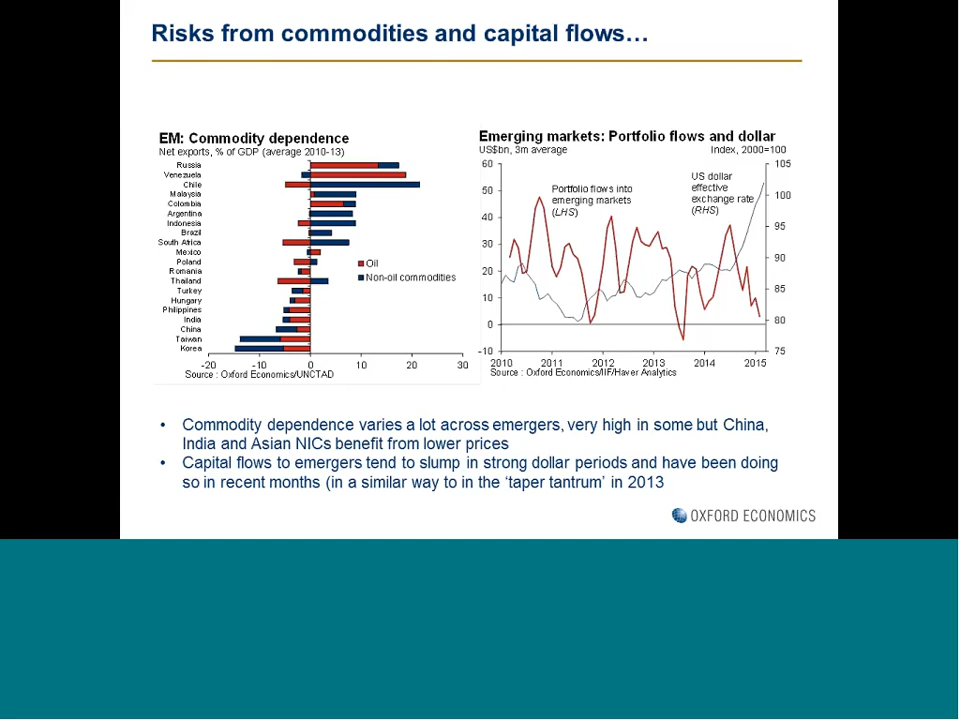 Risks from commodities and capital flows…
EM: Commodity dependence
Net exports, % of GDP (average 2010-13)
Russia
Venezuela
Chile
Malaysia
Colombia
Argentina
Indonesia
Brazil
South Africa
Mexico
Poland
Romania
Thailand
Turkey
Hungary
Philippines
India
China
Taiwan
Korea
Oil
Non-oil commodities
-20 -10 0 10 20 30
Source : Oxford Economics/UNCTAD
Emerging markets: Portfolio flows and dollar
US$bn, 3m average
Index, 2000=100
60
50
40
30
20
10
0
-10
Portfolio flows into
emerging markets
(LHS)
US dollar
effective
exchange rate
(RHS)
105
100
95
90
85
80
75
2010 2011 2012 2013 2014 2015
Source : Oxford Economics/IIF/Haver Analytics
• Commodity dependence varies a lot across emergers, very high in some but China,
India and Asian NICs benefit from lower prices
• Capital flows to emergers tend to slump in strong dollar periods and have been doing
so in recent months (in a similar way to in the ‘taper tantrum’ in 2013
OXFORD ECONOMICS